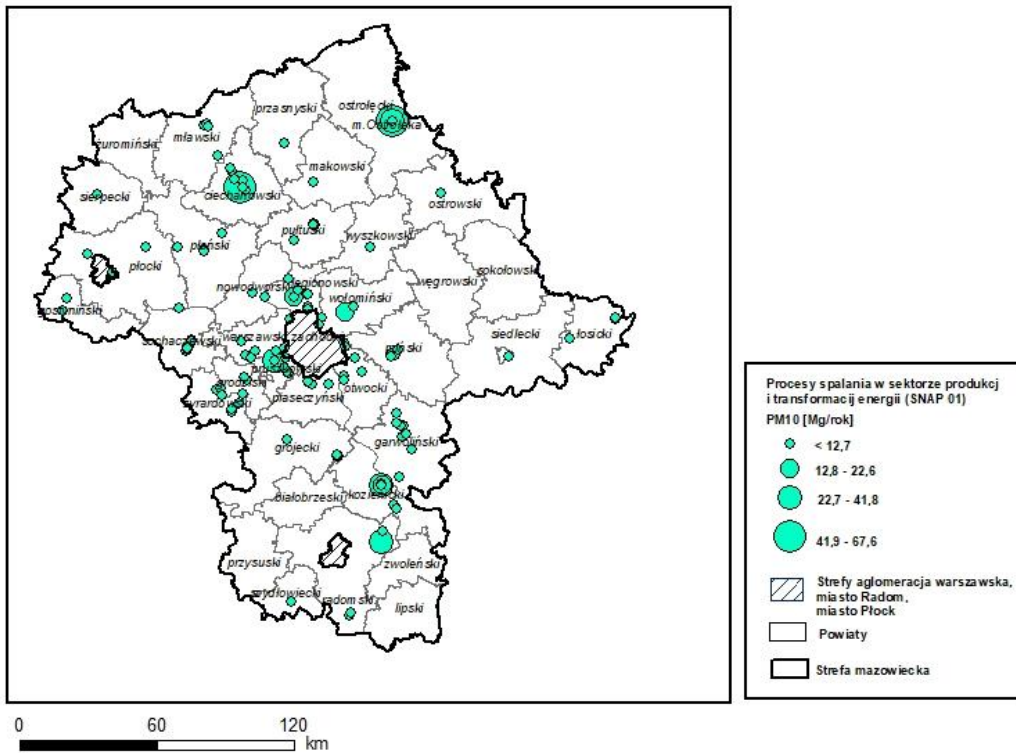 ostrołęcki
przasnyski
m.Ostrołęka
mławski
żuromiński
makowski
ciechanowski
sierpecki
ostrowski
pułtuski
wyszkowski
płoński
płocki
sokołowski
węgrowski
legionowski
nowodworski
wołomiński
gostyniński
siedlecki
łosicki
sochaczewski
warszawski zachodni
miński
pruszkowski
grodziski
otwocki
piaseczyński
żyrardowski
garwoliński
grójecki
kozienicki
białobrzeski
przysuski
zwoleński
szydłowiecki
radomski
lipski
0 60 120
km
Procesy spalania w sektorze produkcj
i transformacij energii (SNAP 01)
PM10 [Mg/rok]
< 12,7
12,8 - 22,6
22,7 - 41,8
41,9 - 67,6
Strefy aglomeracja warszawska,
miasto Radom,
miasto Płock
Powiaty
Strefa mazowiecka